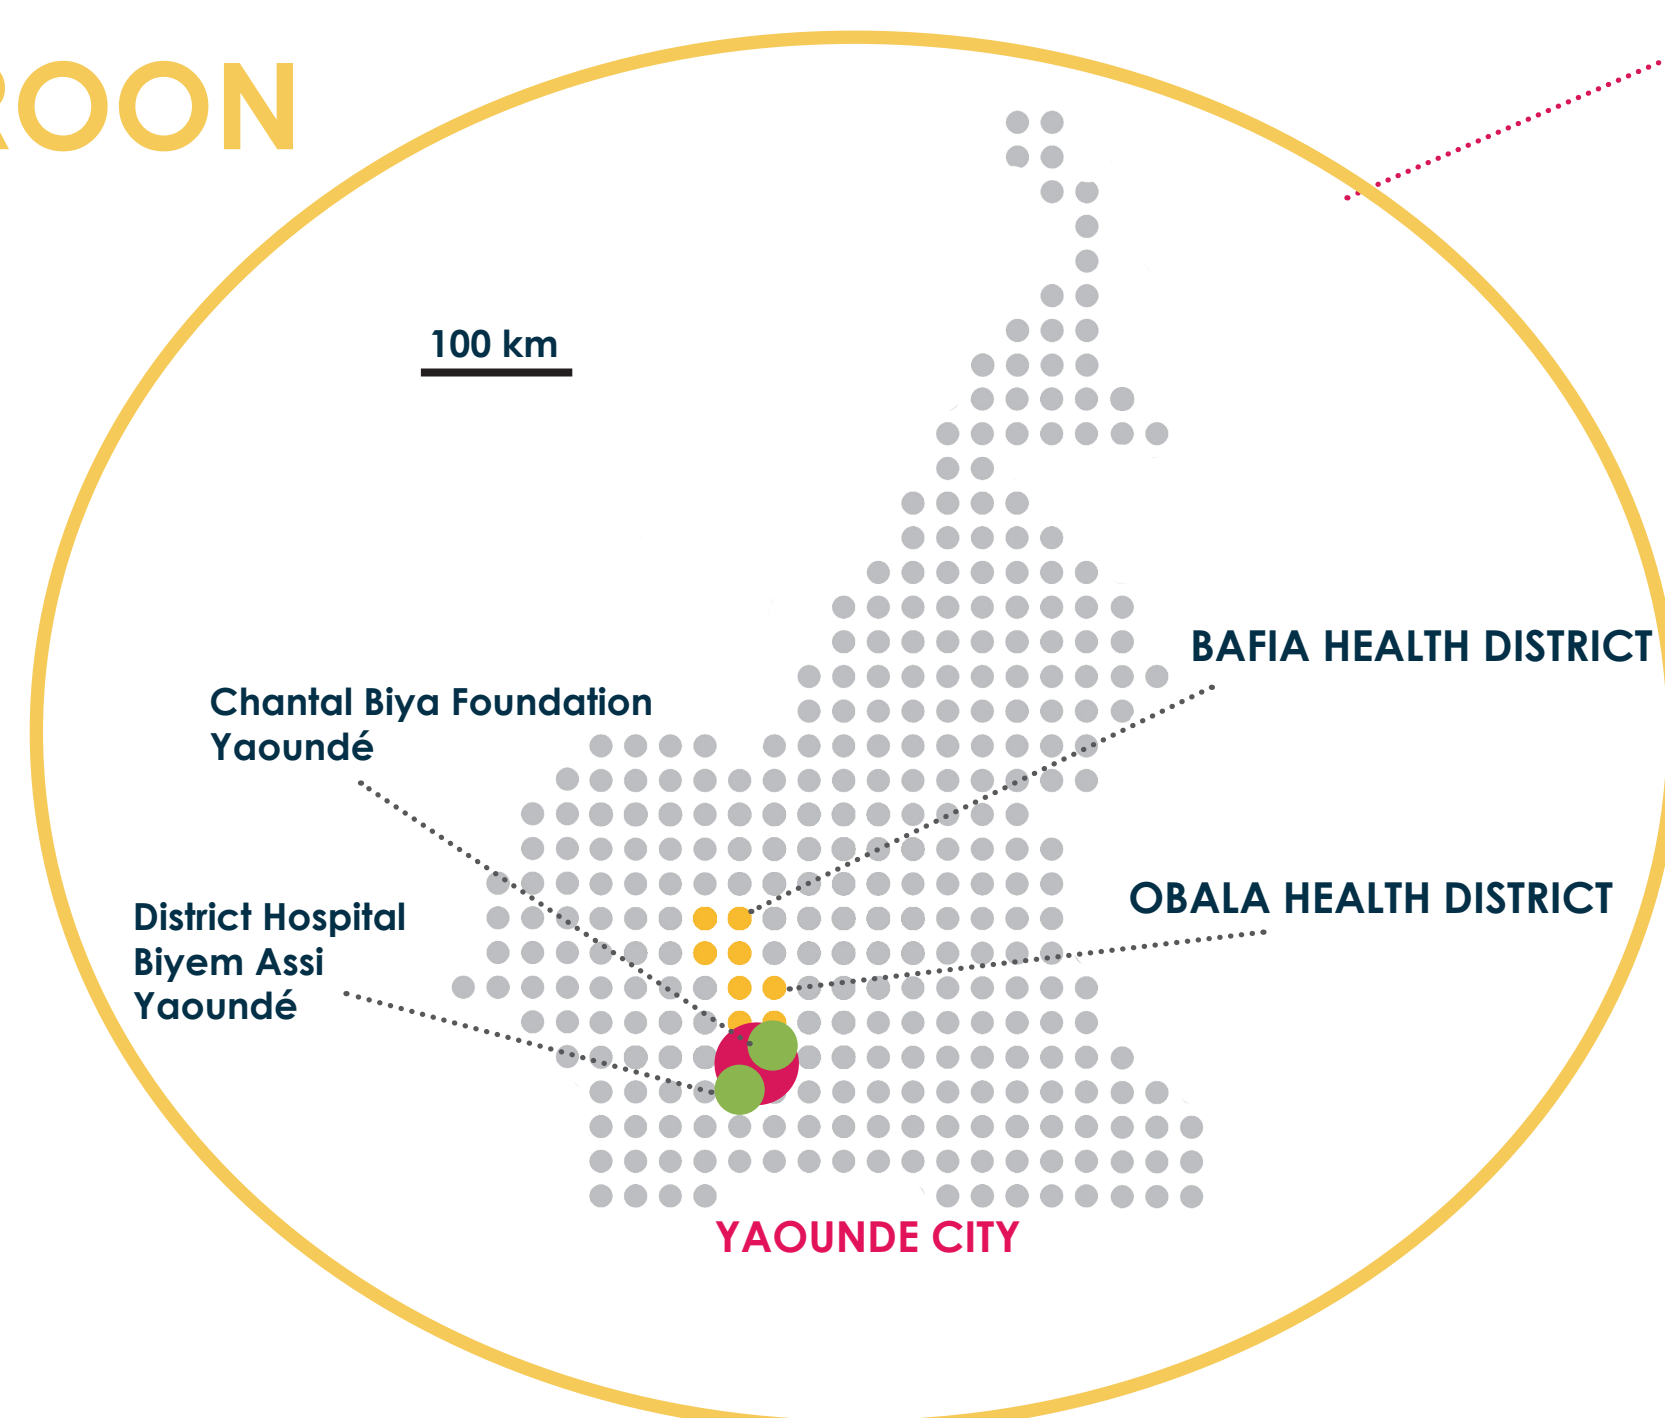 ROON
100 km
BAFIA HEALTH DISTRICT
Chantal Biya Foundation
Yaoundé
OBALA HEALTH DISTRICT
District Hospital
Biyem Assi
Yaoundé
YAOUNDE CITY